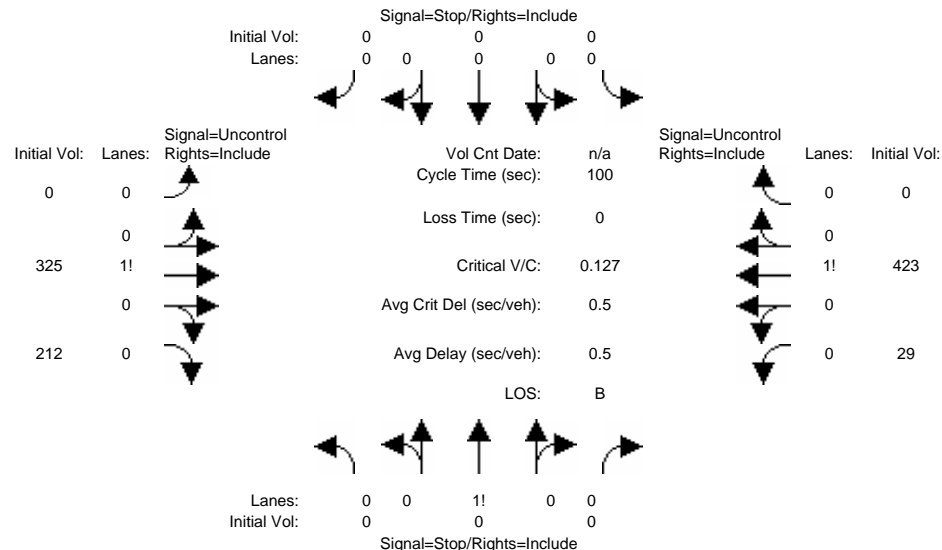 Signal=Stop/Rights=Include
Initial Vol: 0 0 0
Lanes: 0 0 0 0 0
Signal=Uncontrol Signal=Uncontrol
Initial Vol: Lanes: Rights=Include Vol Cnt Date: n/a Rights=Include Lanes: Initial Vol:
Cycle Time (sec): 100
0 0 0 0
Loss Time (sec): 0
0 0
325 1! Critical V/C: 0.127 1! 423
0 Avg Crit Del (sec/veh): 0.5 0
212 0 Avg Delay (sec/veh): 0.5 0 29
LOS: B
Lanes: 0 0 1! 0 0
Initial Vol: 0 0 0
Signal=Stop/Rights=Include